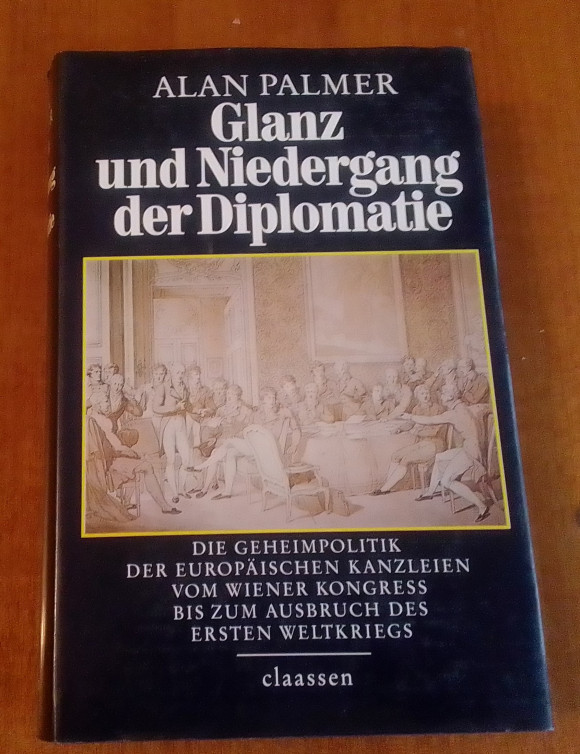 ALAN PALMER
Glanz
und Niedergang
der Diplomatie
DIE GEHEIMPOLITIK
DER EUROPÄISCHEN KANZLEIEN
VOM WIENER KONGRESS
BIS ZUM AUSBRUCH DES
ERSTEN WELTKRIEGS
claassen